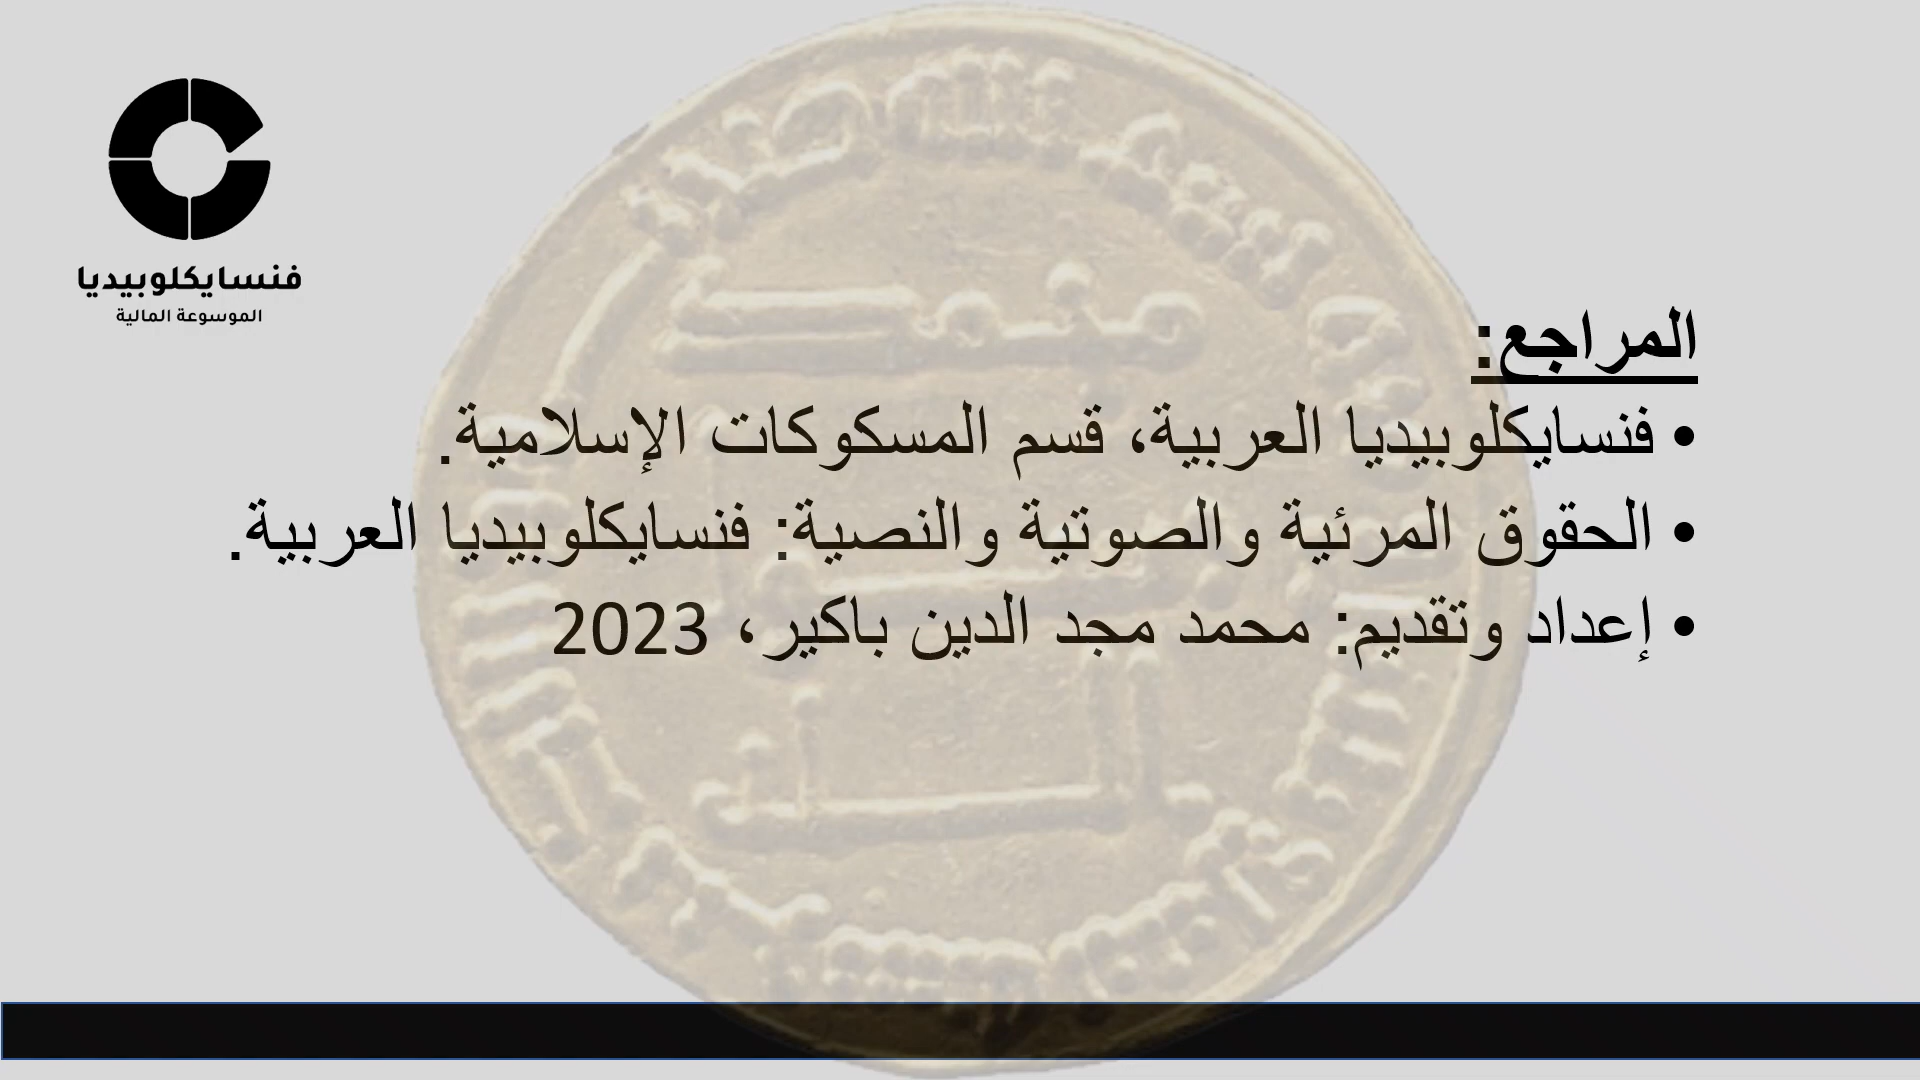 فنسايكلوبيديا
الموسوعة المالية
المراجع:
• فنسايكلوبيديا العربية، قسم المسكوكات الإسلامية.
• الحقوق المرئية والصوتية والنصية: فنسايكلوبيديا العربية.
• إعداد وتقديم: محمد مجد الدين باكير، 2023